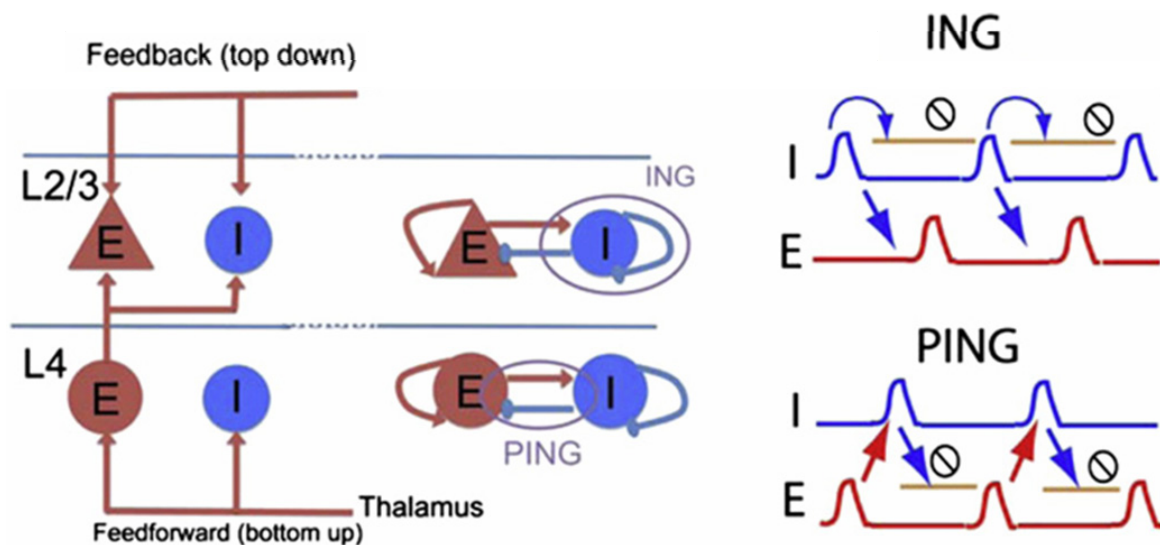 Feedback (top down)
L2/3
E
I
E
I
ING
L4
E
I
E
I
PING
Thalamus
Feedforward (bottom up)
ING
I
E
PING
I
E